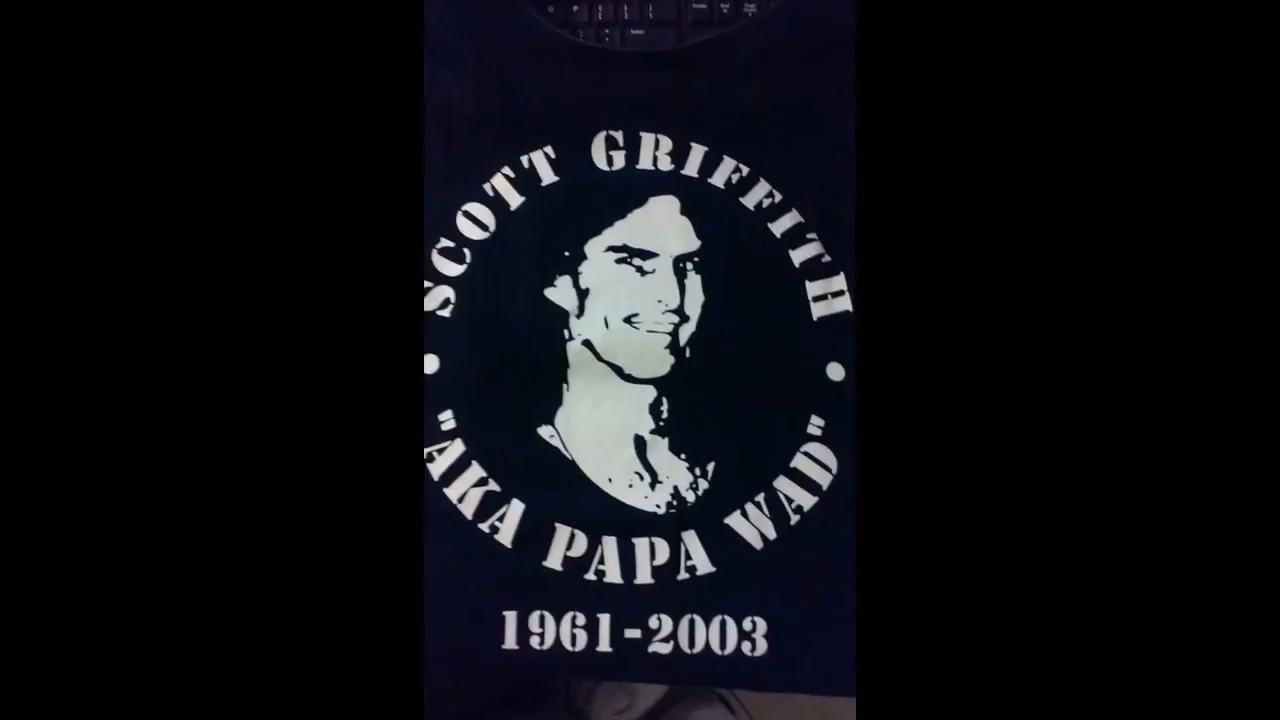 • SCOTT GRIFFITH •
"AKA PAPA WAD"
1961-2003